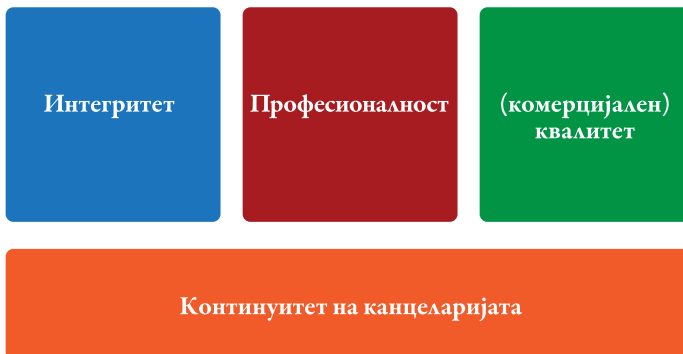 Интегритет
Професионалност
(комерцијален)
квалитет
Континуитет на канцеларијата